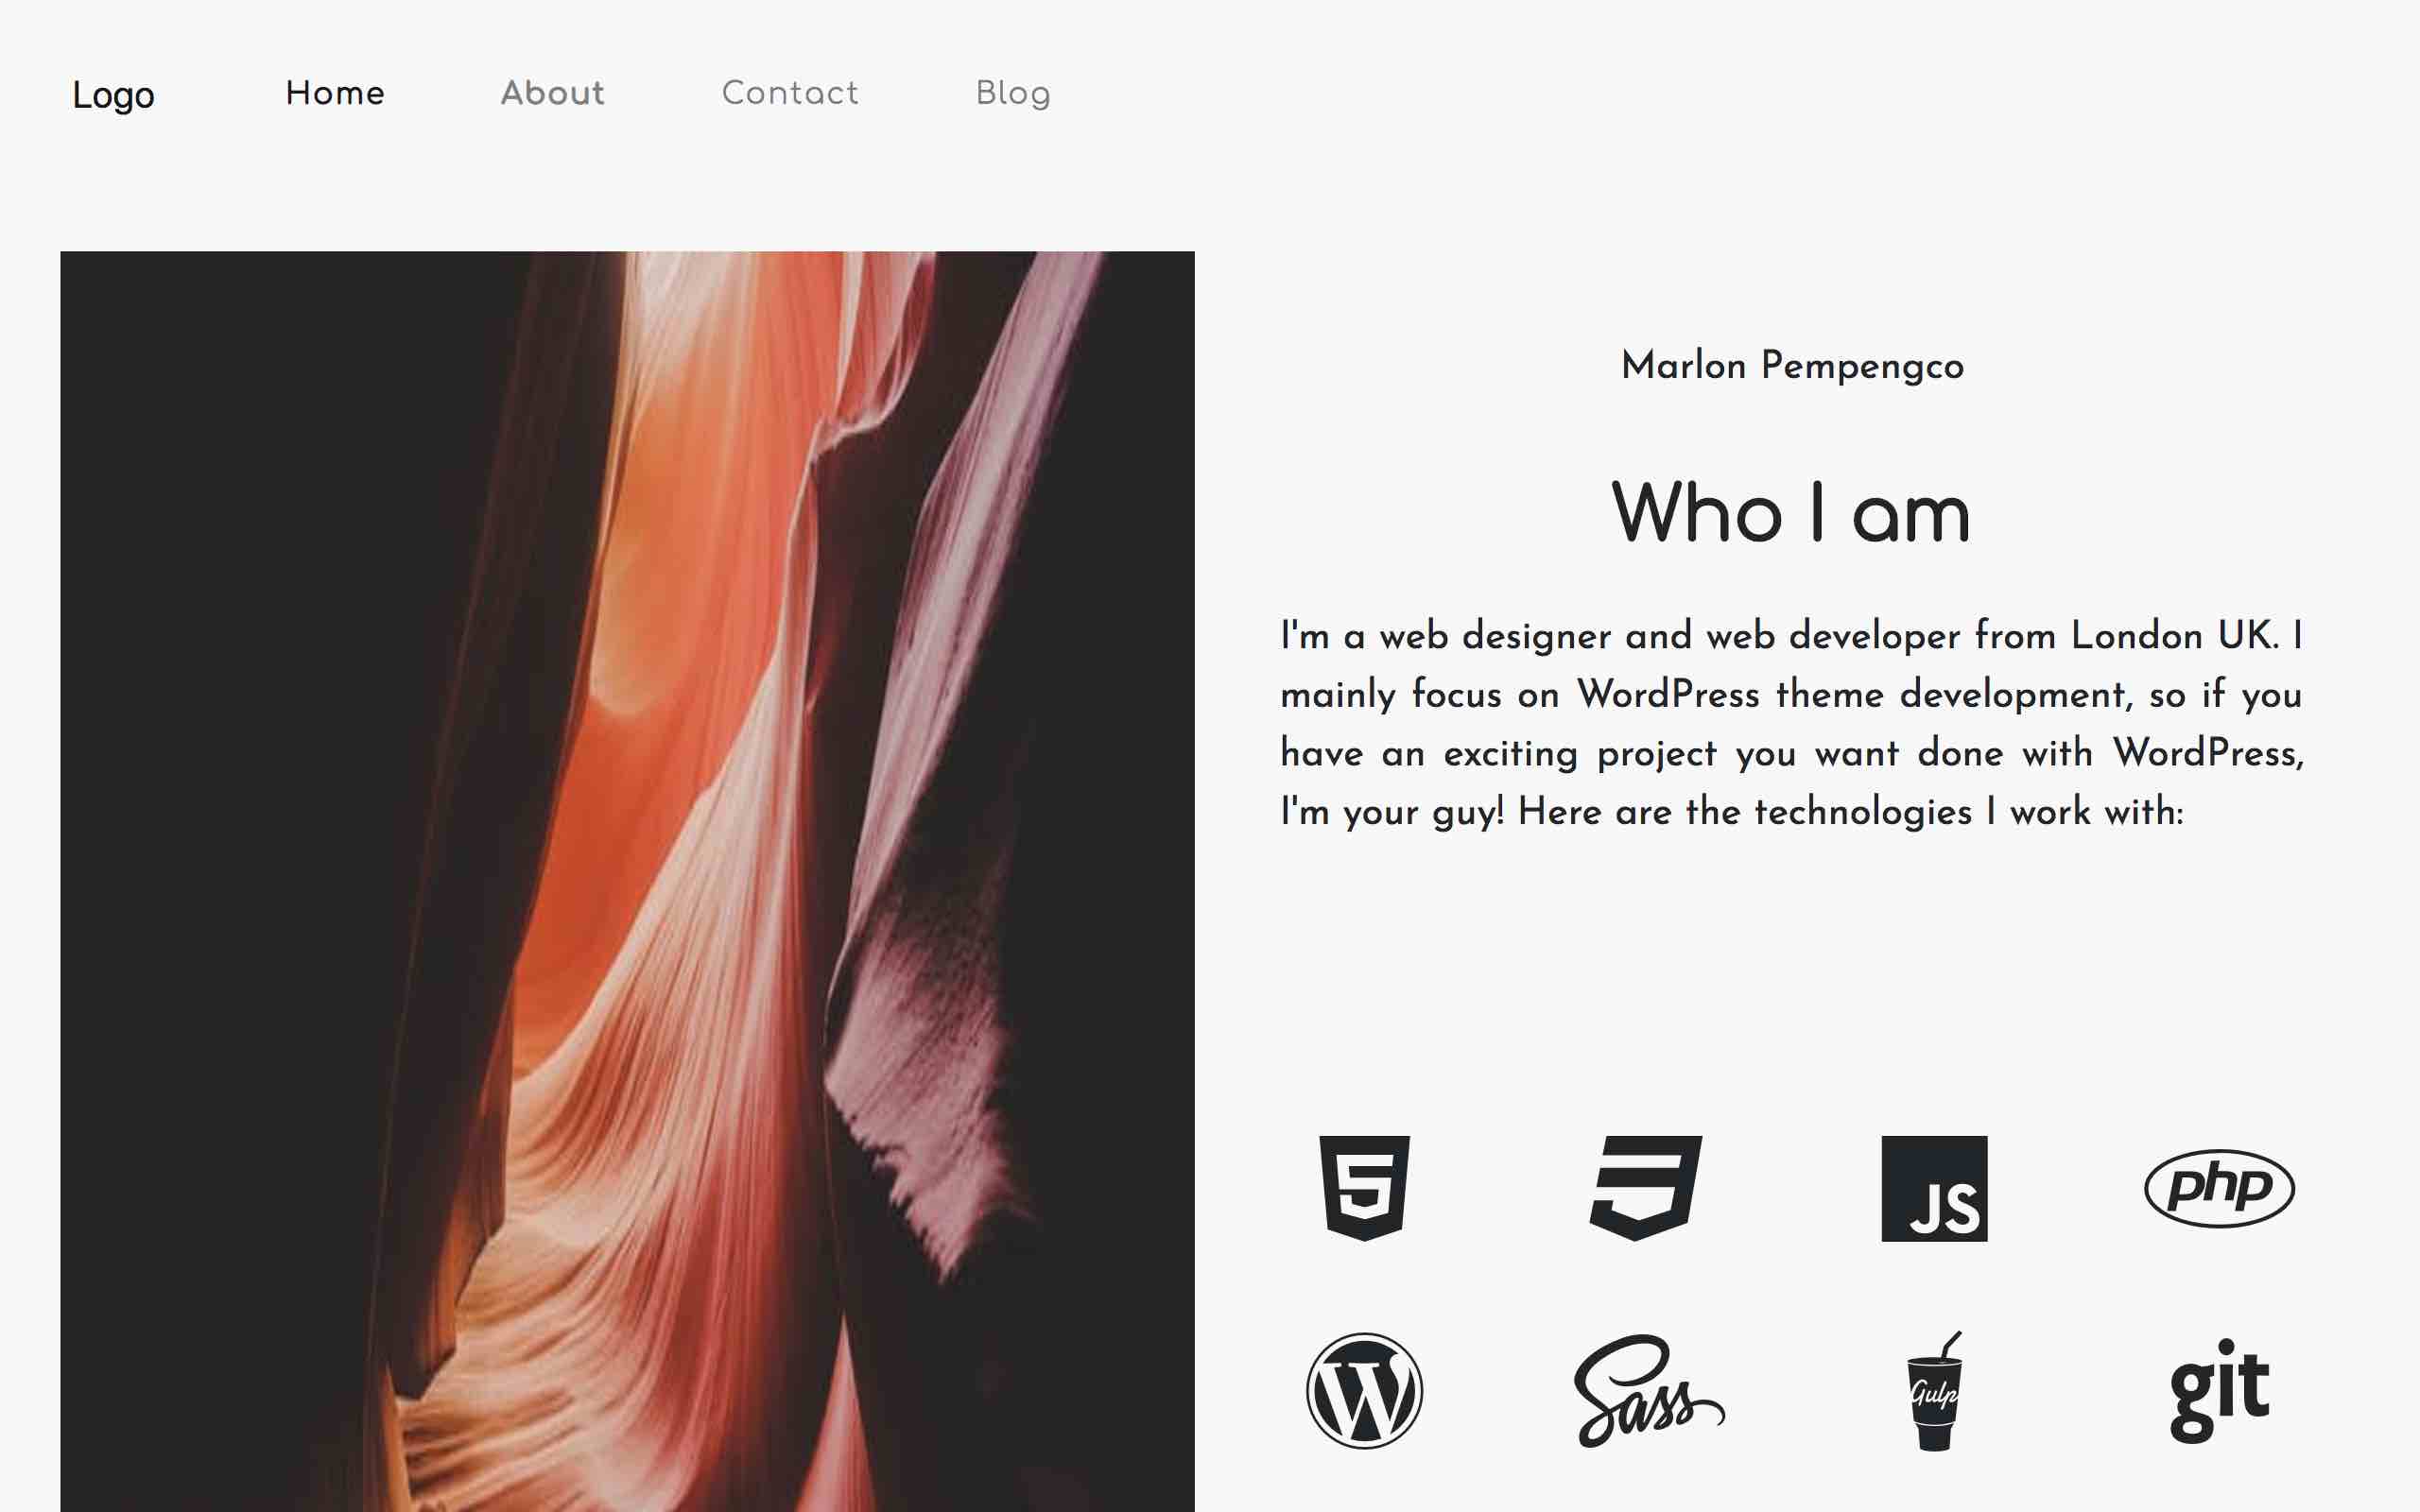 Logo Home About Contact Blog
Marlon Pempengco
Who I am
I'm a web designer and web developer from London UK. I
mainly focus on WordPress theme development, so if you
have an exciting project you want done with WordPress,
I'm your guy! Here are the technologies I work with:
5 JS php
W Sass Gulp git